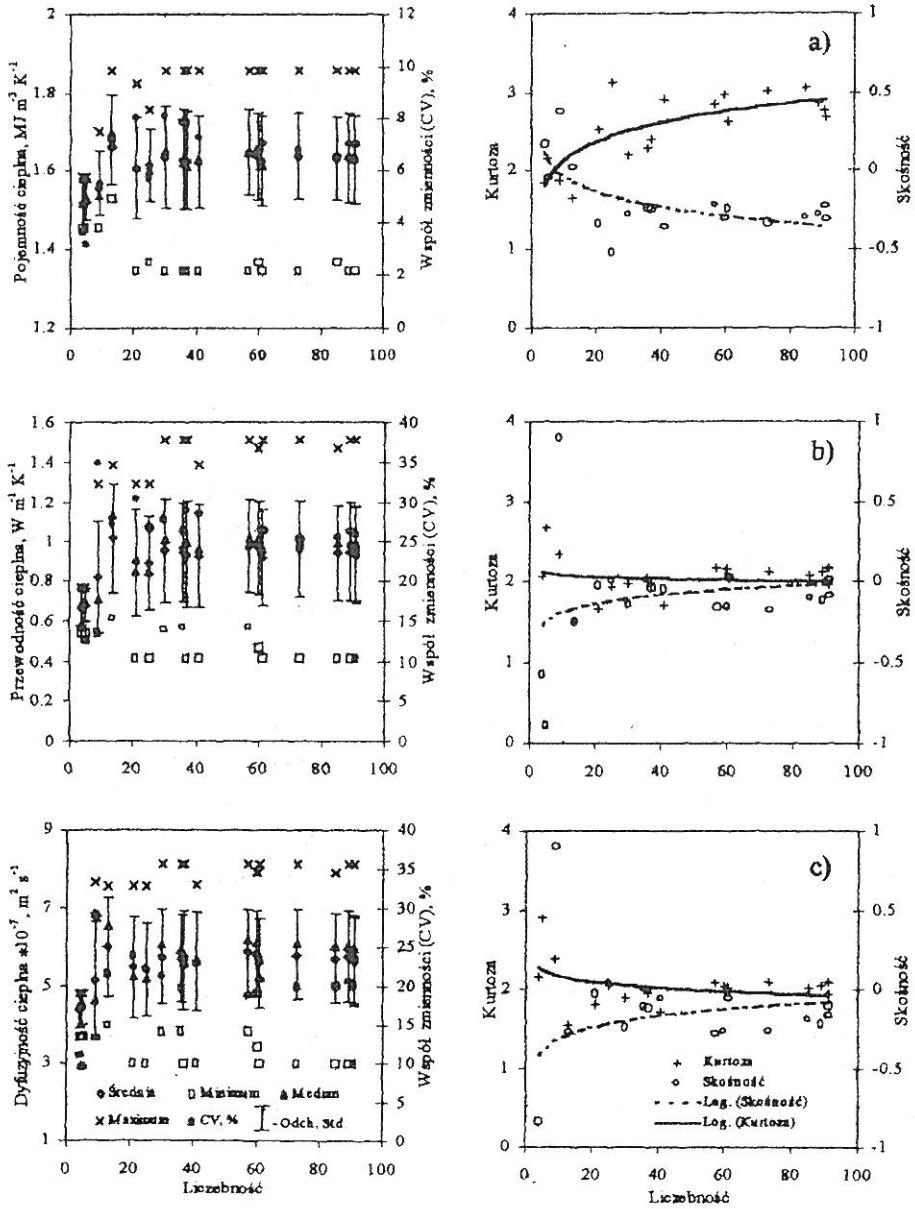 Pojemność cieplna, MJ m⁻³ K⁻¹
2
1.8
1.6
1.4
1.2
0 20 40 60 80 100
12
10
8
6
4
2
0
Współ zmienności (CV), %
a)
Kurtoza
4
3
2
1
0
0 20 40 60 80 100
1
0.5
0
-0.5
-1
Skośność
Przewodność cieplna, W m⁻¹ K⁻¹
1.6
1.4
1.2
1
0.8
0.6
0.4
0.2
0
0 20 40 60 80 100
40
35
30
25
20
15
10
5
0
Współ zmienności (CV), %
b)
Kurtoza
4
3
2
1
0
0 20 40 60 80 100
1
0.5
0
-0.5
-1
Skośność
Dyfuzyjność cieplna *10⁻⁷, m² s⁻¹
9
7
5
3
1
0 20 40 60 80 100
Liczebność
40
35
30
25
20
15
10
5
0
Współ zmienności (CV), %
Średnia Minimum Median
Maximum CV, % - Odch. Std
c)
Kurtoza
4
3
2
1
0
0 20 40 60 80 100
Liczebność
1
0.5
0
-0.5
-1
Skośność
Kurtoza
Skośność
Log. (Skośność)
Log. (Kurtoza)